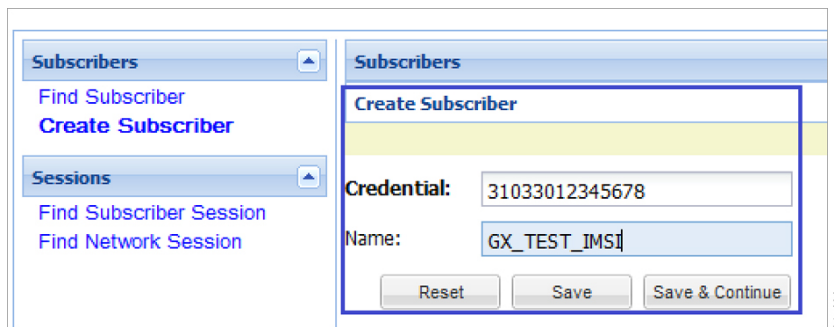 Subscribers
Find Subscriber
Create Subscriber
Sessions
Find Subscriber Session
Find Network Session
Subscribers
Create Subscriber
Credential: 31033012345678
Name: GX_TEST_IMSI
Reset Save Save & Continue